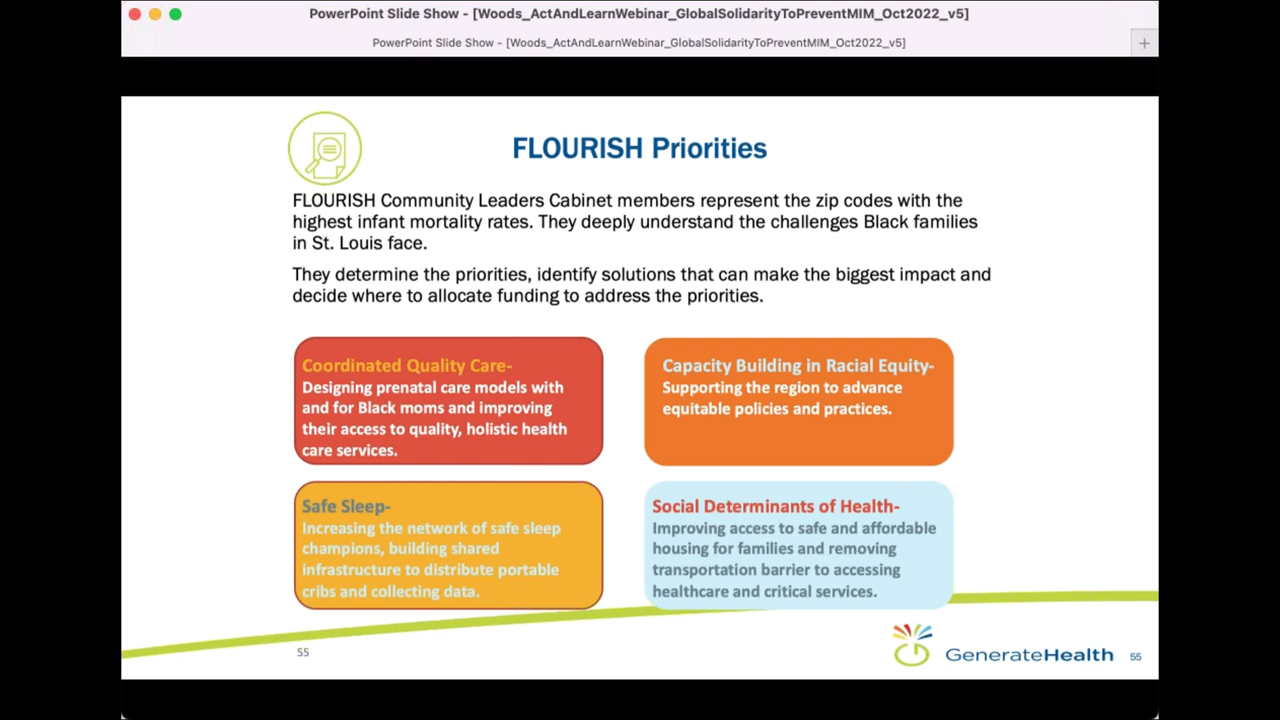 PowerPoint Slide Show - [Woods_ActAndLearnWebinar_GlobalSolidarityToPreventMIM_Oct2022_v5]
PowerPoint Slide Show - [Woods_ActAndLearnWebinar_GlobalSolidarityToPreventMIM_Oct2022_v5]
FLOURISH Priorities
FLOURISH Community Leaders Cabinet members represent the zip codes with the
highest infant mortality rates. They deeply understand the challenges Black families
in St. Louis face.
They determine the priorities, identify solutions that can make the biggest impact and
decide where to allocate funding to address the priorities.
Coordinated Quality Care-
Designing prenatal care models with
and for Black moms and improving
their access to quality, holistic health
care services.
Capacity Building in Racial Equity-
Supporting the region to advance
equitable policies and practices.
Safe Sleep-
Increasing the network of safe sleep
champions, building shared
infrastructure to distribute portable
cribs and collecting data.
Social Determinants of Health-
Improving access to safe and affordable
housing for families and removing
transportation barrier to accessing
healthcare and critical services.
55
GenerateHealth
55